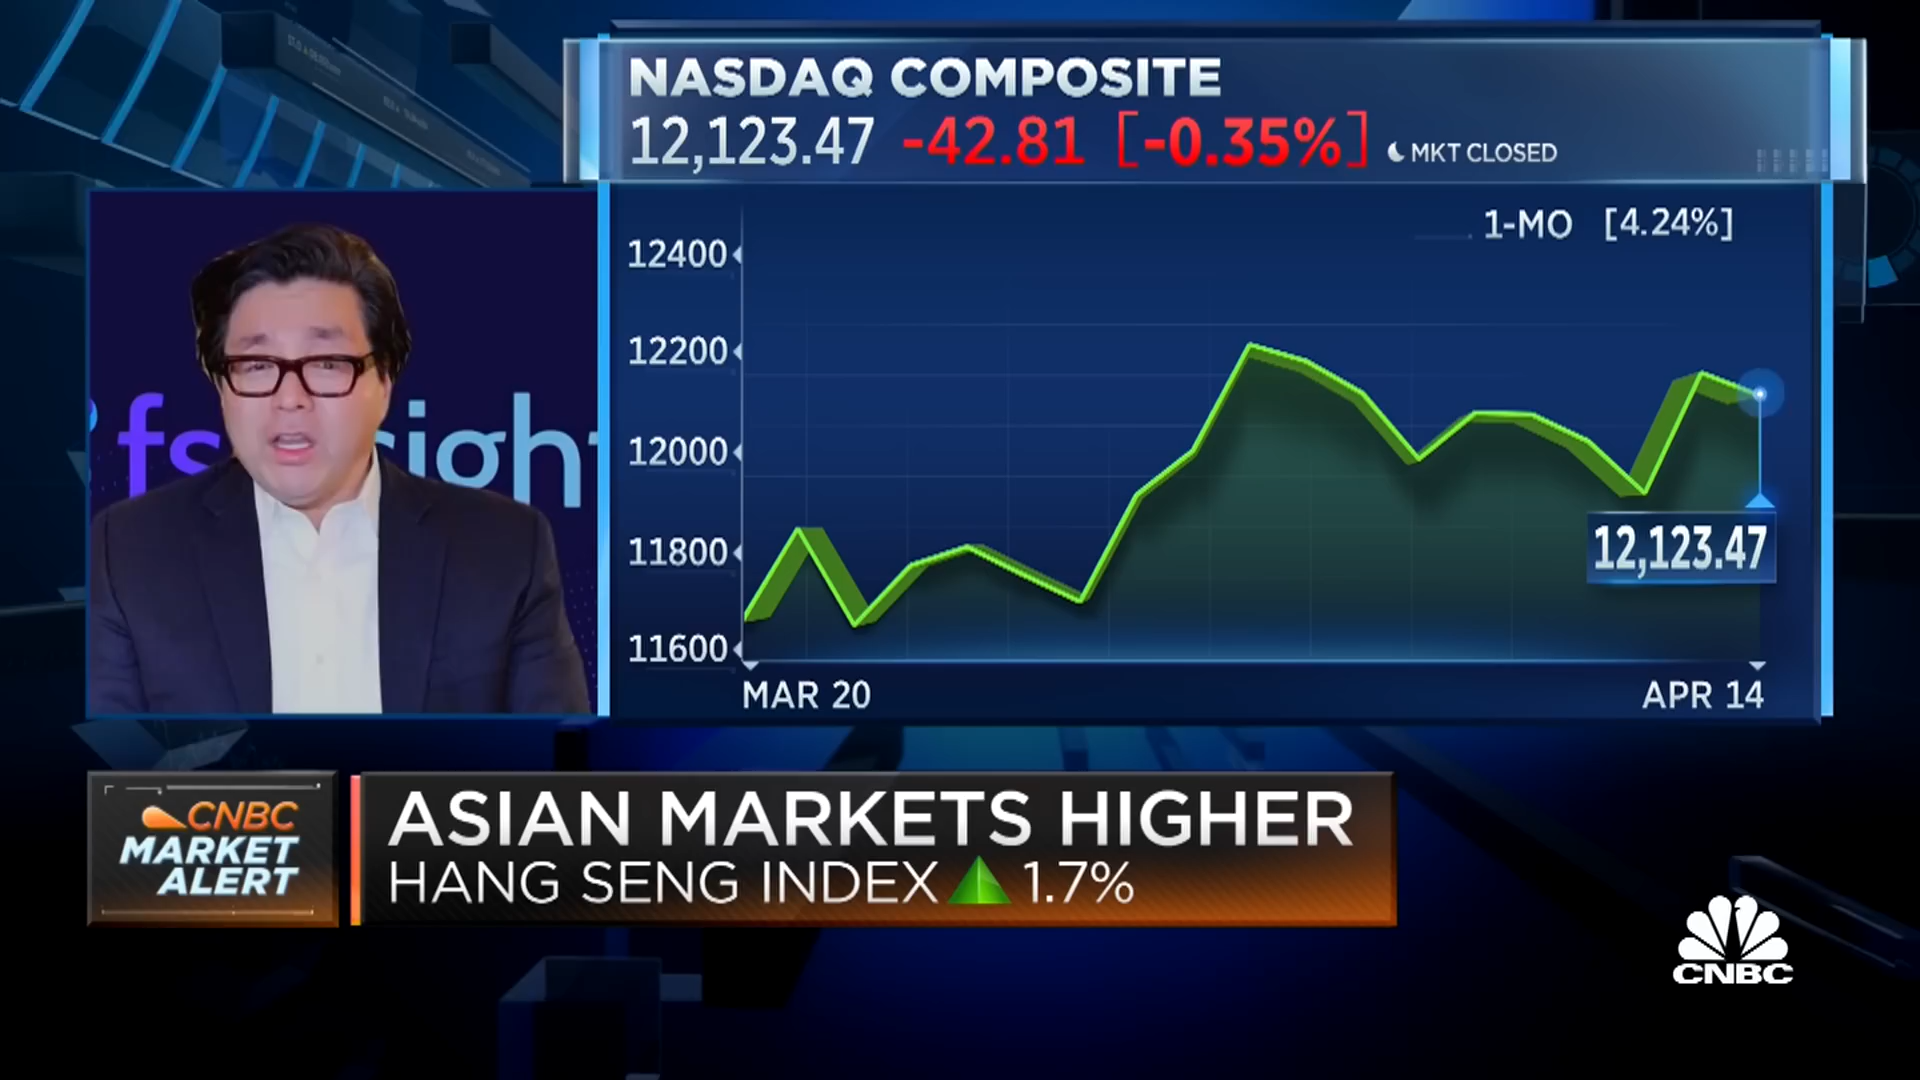 NASDAQ COMPOSITE
12,123.47 -42.81 [-0.35%] MKT CLOSED
1-MO [4.24%]
12400
12200
12000
11800
11600
12,123.47
MAR 20
APR 14
fs sight
CNBC
MARKET
ALERT
ASIAN MARKETS HIGHER
HANG SENG INDEX ▲ 1.7%
CNBC